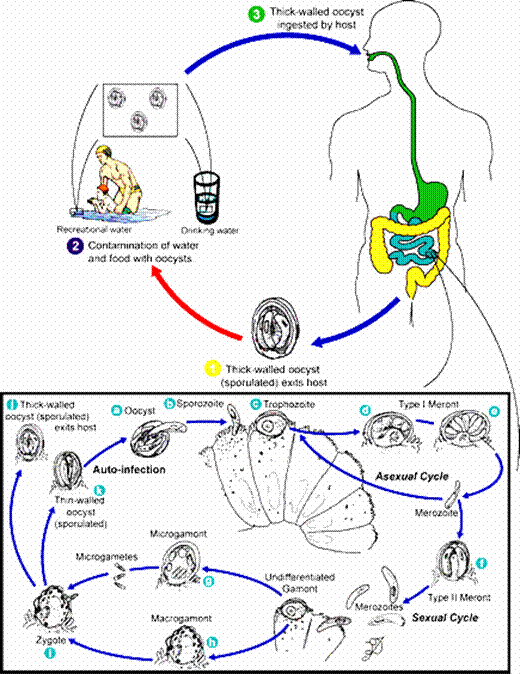 3 Thick-walled oocyst
ingested by host
Recreational water
Drinking water
2 Contamination of water
and food with oocysts
1 Thick-walled oocyst
(sporulated) exits host
j Thick-walled
oocyst (sporulated)
exits host
a Oocyst
b Sporozoite
c Trophozoite
Type I Meront
d
e
Auto-infection
k
Thin-walled
oocyst
(sporulated)
Asexual Cycle
Merozoite
f
Type II Meront
Microgamont
g
Microgametes
Undifferentiated
Gamont
Merozoites
Sexual Cycle
Macrogamont
h
Zygote
i